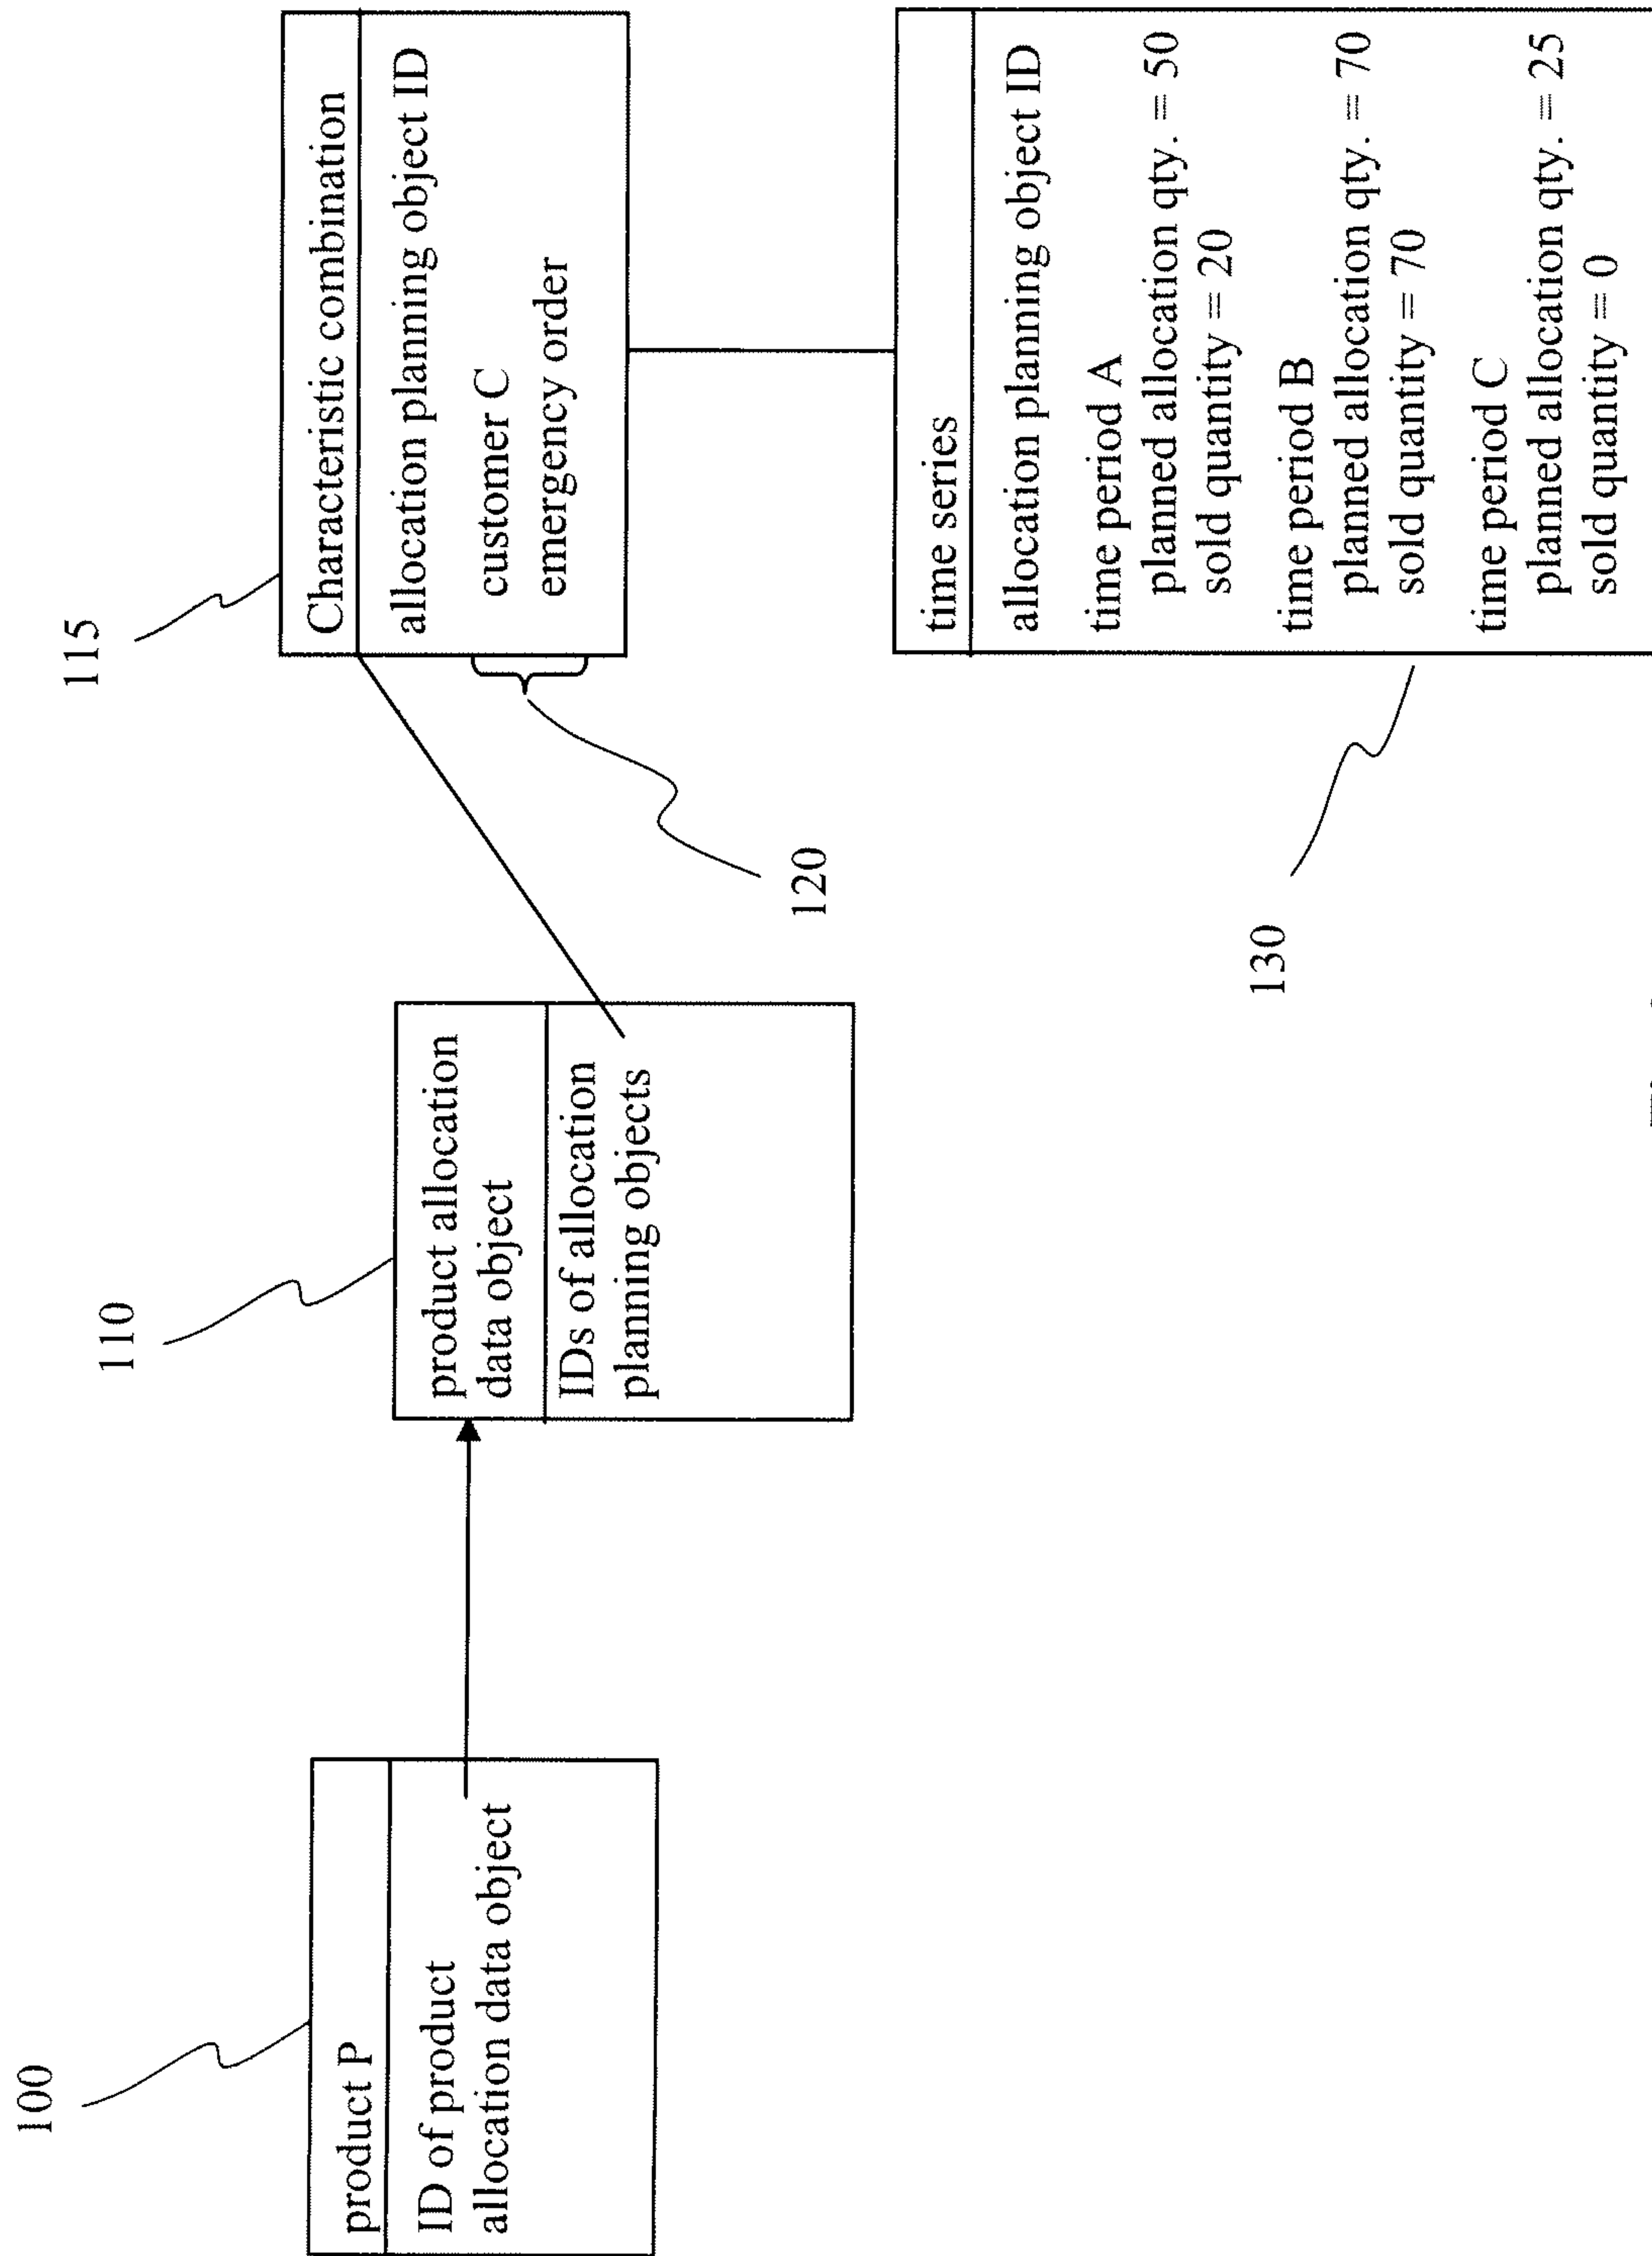 100
product P
ID of product
allocation data object
110
product allocation
data object
IDs of allocation
planning objects
115
Characteristic combination
allocation planning object ID
customer C
emergency order
120
time series
allocation planning object ID
time period A
planned allocation qty. = 50
sold quantity = 20
time period B
planned allocation qty. = 70
sold quantity = 70
time period C
planned allocation qty. = 25
sold quantity = 0
130